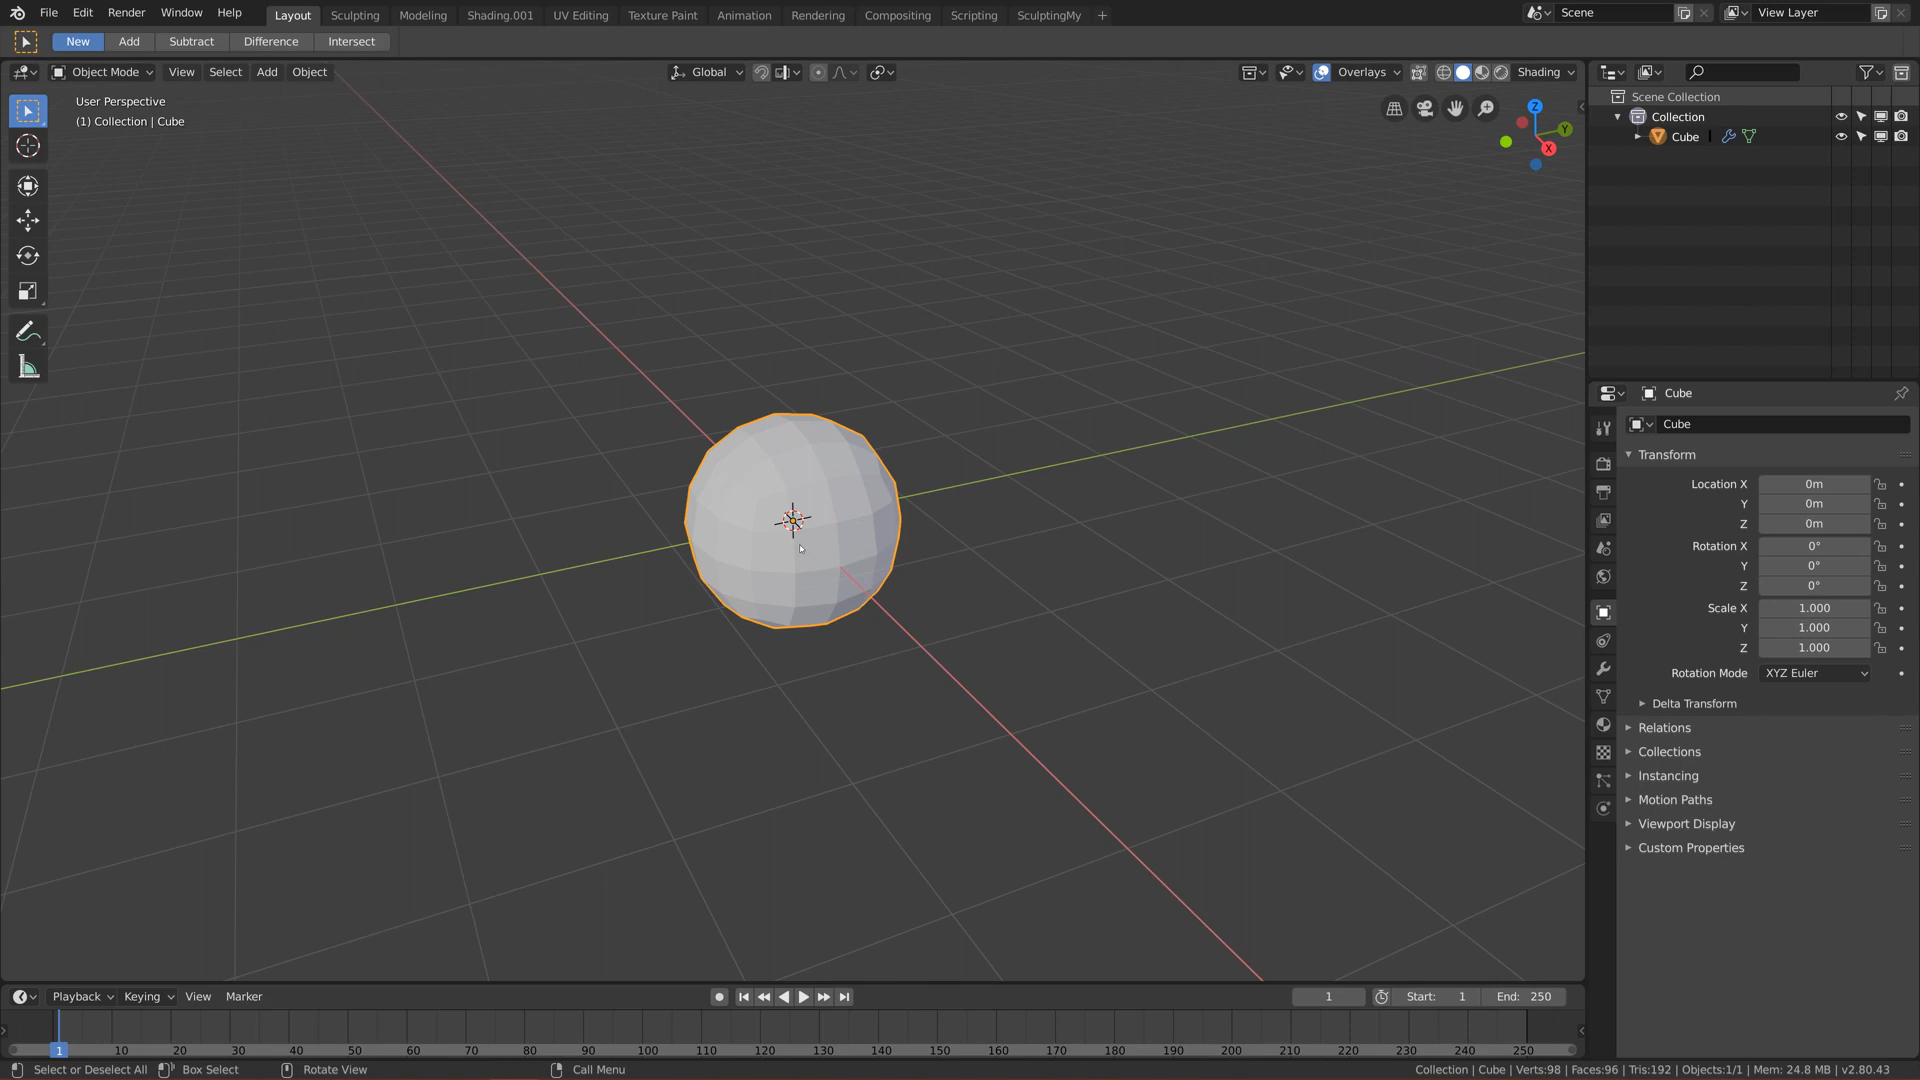 File Edit Render Window Help Layout Sculpting Modeling Shading.001 UV Editing Texture Paint Animation Rendering Compositing Scripting SculptingMy + Scene View Layer
New Add Subtract Difference Intersect
Object Mode View Select Add Object Global Overlays Shading
User Perspective
(1) Collection | Cube
Z
Y
X
Scene Collection
Collection
Cube
Cube
Cube
Transform
Location X 0m
Y 0m
Z 0m
Rotation X 0°
Y 0°
Z 0°
Scale X 1.000
Y 1.000
Z 1.000
Rotation Mode XYZ Euler
Delta Transform
Relations
Collections
Instancing
Motion Paths
Viewport Display
Custom Properties
Playback Keying View Marker 1 Start: 1 End: 250
1 10 20 30 40 50 60 70 80 90 100 110 120 130 140 150 160 170 180 190 200 210 220 230 240 250
Select or Deselect All Box Select Rotate View Call Menu Collection | Cube | Verts:98 | Faces:96 | Tris:192 | Objects:1/1 | Mem: 24.8 MB | v2.80.43